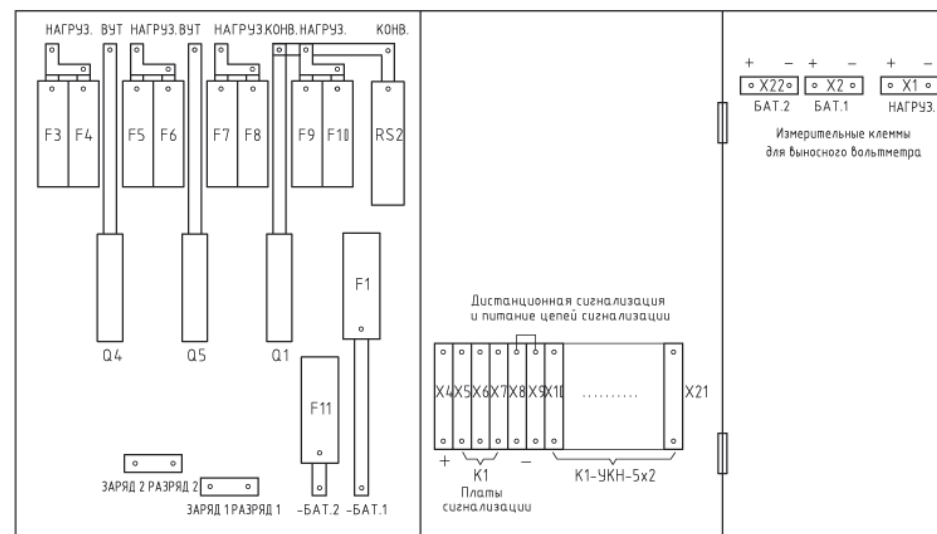 НАГРУЗ. ВУТ НАГРУЗ. ВУТ НАГРУЗ. КОНВ. НАГРУЗ. КОНВ.
F3 F4 F5 F6 F7 F8 F9 F10 RS2
Q4 Q5 Q1
F1
F11
ЗАРЯД 2 РАЗРЯД 2
ЗАРЯД 1 РАЗРЯД 1
-БАТ.2 -БАТ.1
Дистанционная сигнализация
и питание цепей сигнализации
X4 X5 X6 X7 X8 X9 X10 .......... X21
+ −
К1
Платы
сигнализации
К1-УКН-5х2
+ − + − + −
X22 X2 X1
БАТ.2 БАТ.1 НАГРУЗ.
Измерительные клеммы
для выносного вольтметра